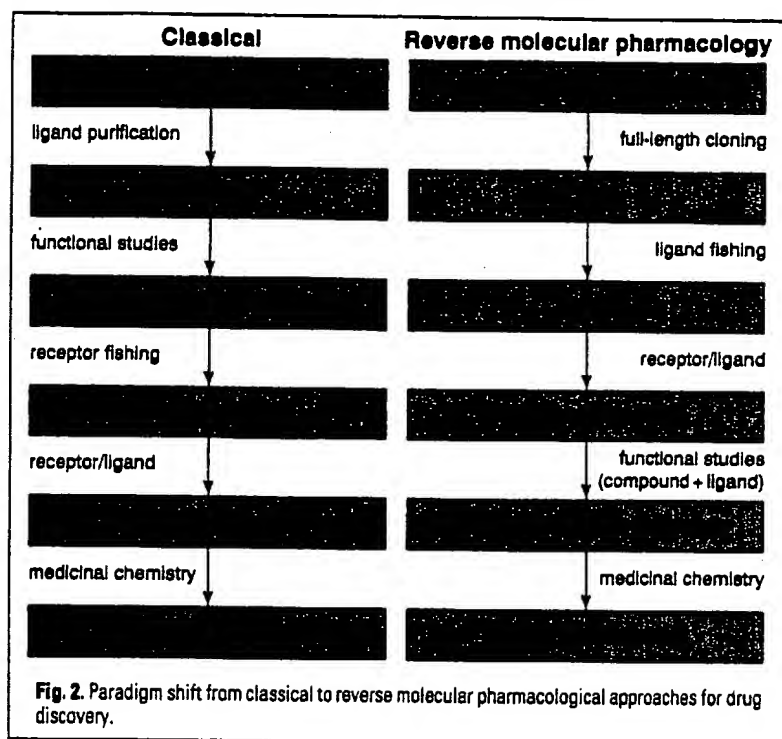 Classical
ligand purification
functional studies
receptor fishing
receptor/ligand
medicinal chemistry
Reverse molecular pharmacology
full-length cloning
ligand fishing
receptor/ligand
functional studies
(compound + ligand)
medicinal chemistry
Fig. 2. Paradigm shift from classical to reverse molecular pharmacological approaches for drug
discovery.